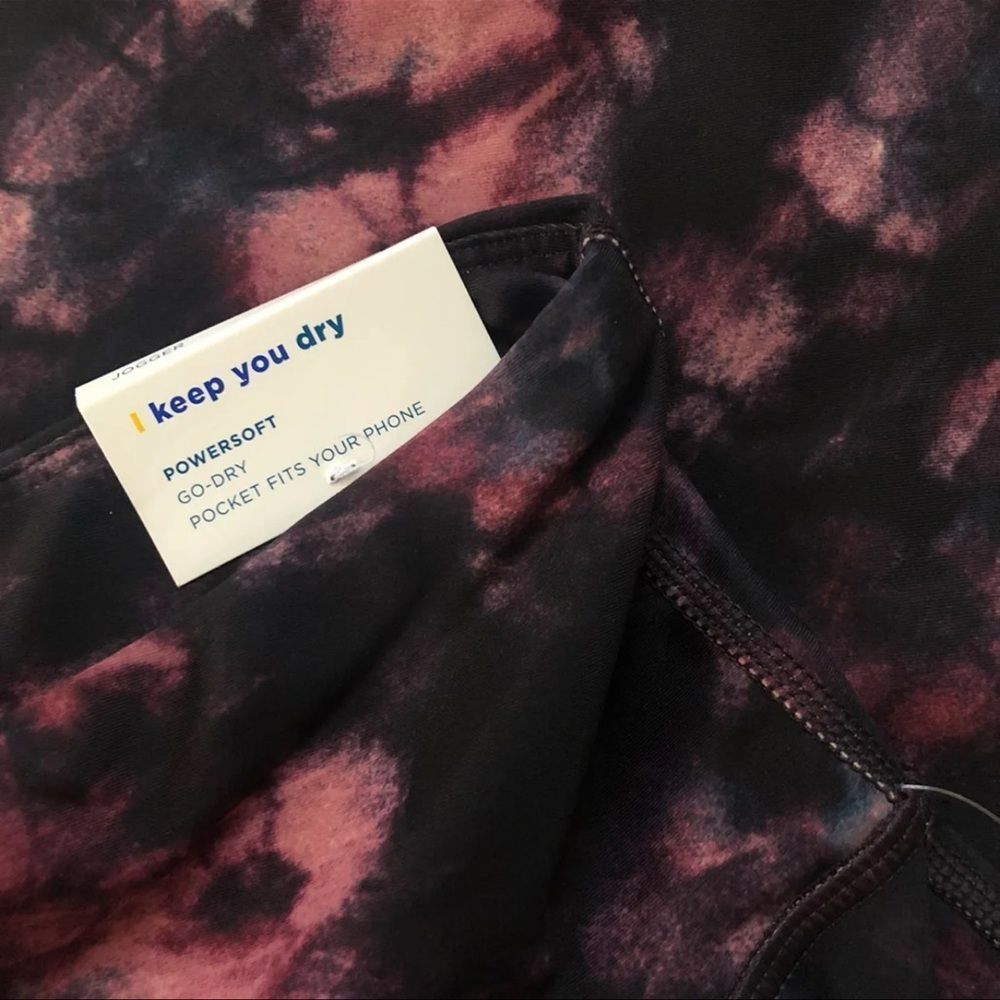 JOGGER
I keep you dry
POWERSOFT
GO-DRY
POCKET FITS YOUR PHONE